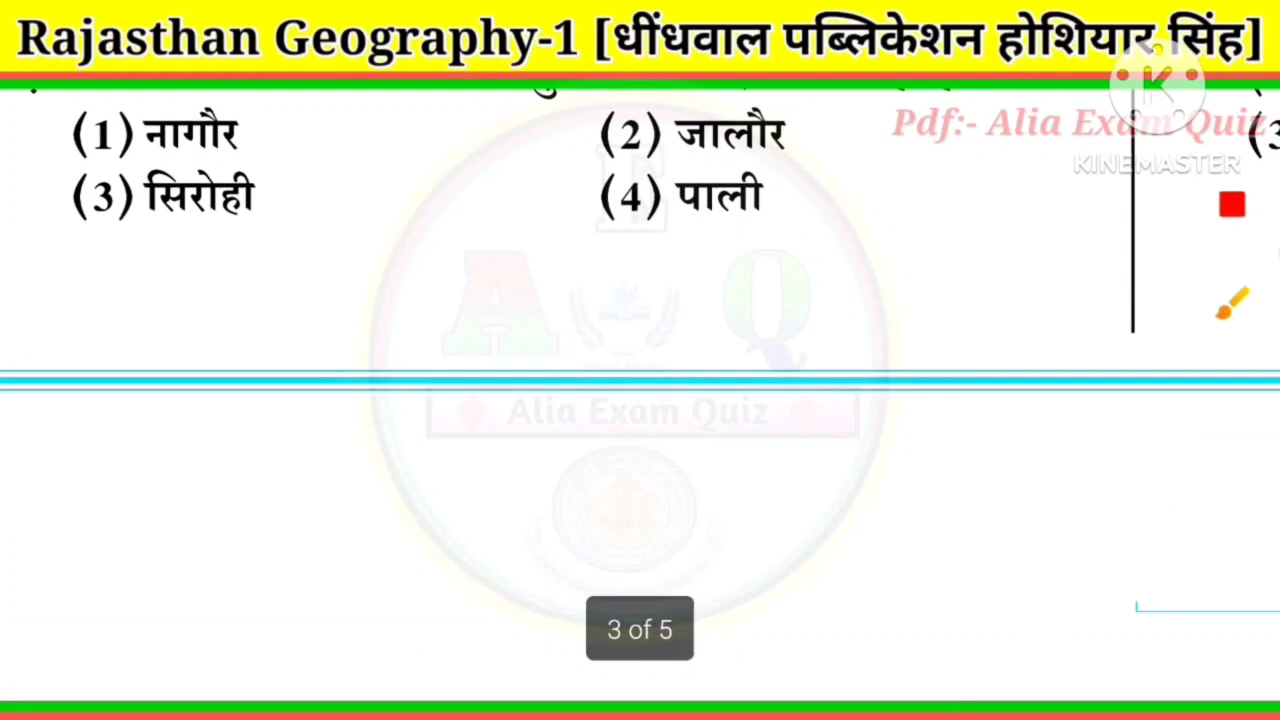 Rajasthan Geography-1 [धींधवाल पब्लिकेशन होशियार सिंह]
(1) नागौर (2) जालौर
Pdf:- Alia Exam Quiz
(3
KINEMASTER
(3) सिरोही (4) पाली
E
A Q
Alia Exam Quiz
3 of 5